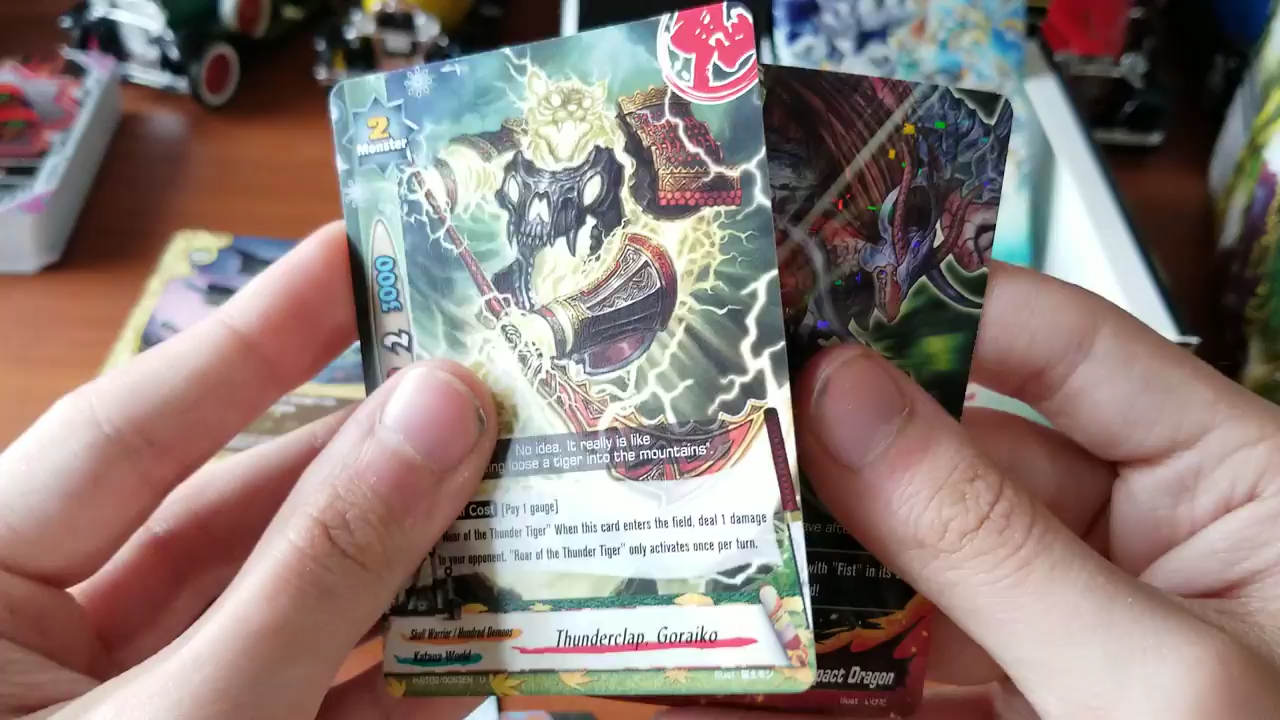 2
Monster
3000
2
No idea. It really is like
loose a tiger into the mountains".
Cost [Pay 1 gauge]
of the Thunder Tiger" When this card enters the field, deal 1 damage
to your opponent. "Roar of the Thunder Tiger" only activates once per turn.
Skull Warrior / Hundred Demons
Katana World
Thunderclap, Goraiko
with "Fist" in its
Dragon
Illust